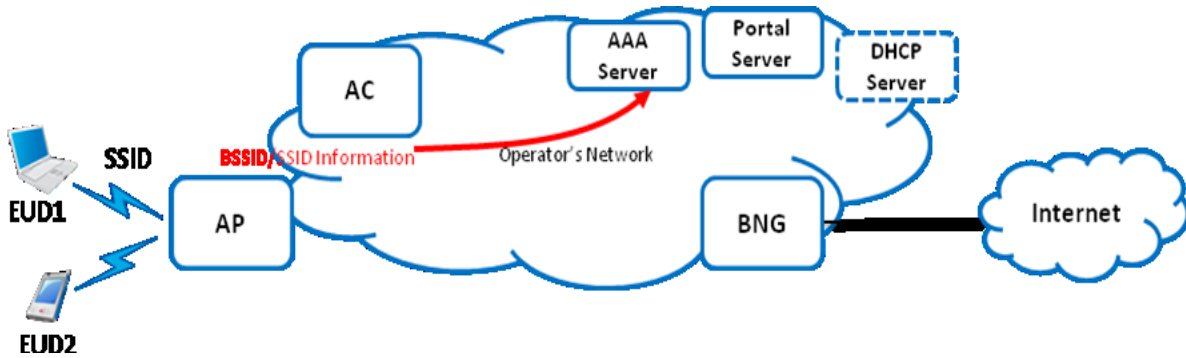 AAA
Server
Portal
Server
DHCP
Server
AC
SSID
BSSID/SSID Information
Operator's Network
EUD1
AP
BNG
Internet
EUD2